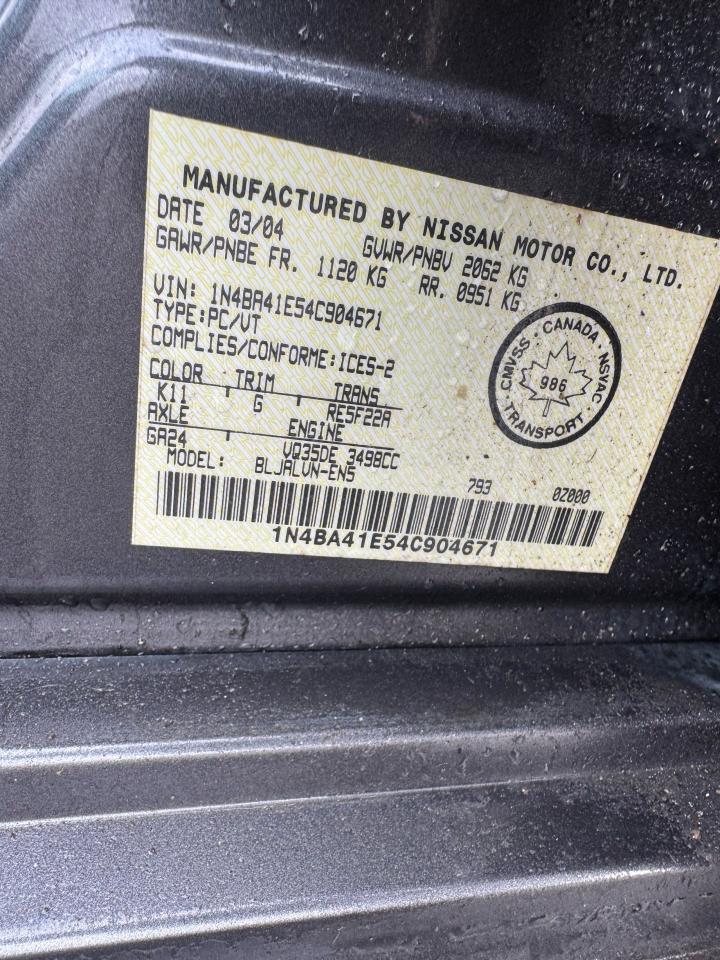 MANUFACTURED BY NISSAN MOTOR CO., LTD.
DATE 03/04 GVWR/PNBV 2062 KG
GAWR/PNBE FR. 1120 KG RR. 0951 KG
VIN: 1N4BA41E54C904671
TYPE:PC/VT
COMPLIES/CONFORME:ICES-2
COLOR TRIM TRANS
K11 G RE5F22A
AXLE ENGINE
GA24 VQ35DE 3498CC
MODEL: BLJALVN-EN5 793 0Z000
1N4BA41E54C904671
CMVSS · CANADA · NSVAC
986
· TRANSPORT ·